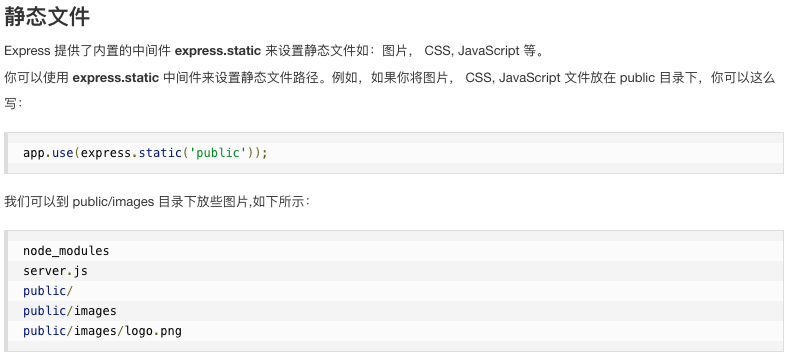 静态文件
Express 提供了内置的中间件 express.static 来设置静态文件如：图片， CSS, JavaScript 等。
你可以使用 express.static 中间件来设置静态文件路径。例如，如果你将图片， CSS, JavaScript 文件放在 public 目录下，你可以这么
写：
app.use(express.static('public'));
我们可以到 public/images 目录下放些图片,如下所示：
node_modules
server.js
public/
public/images
public/images/logo.png